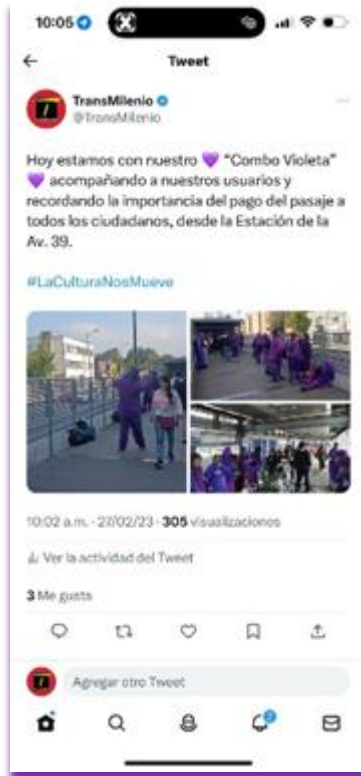 10:05
Tweet
TransMilenio
@TransMilenio
Hoy estamos con nuestro 💜 "Combo Violeta"
💜 acompañando a nuestros usuarios y
recordando la importancia del pago del pasaje a
todos los ciudadanos, desde la Estación de la
Av. 39.
#LaCulturaNosMueve
10:02 a.m. · 27/02/23 · 305 visualizaciones
Ver la actividad del Tweet
3 Me gusta
Agregar otro Tweet
2